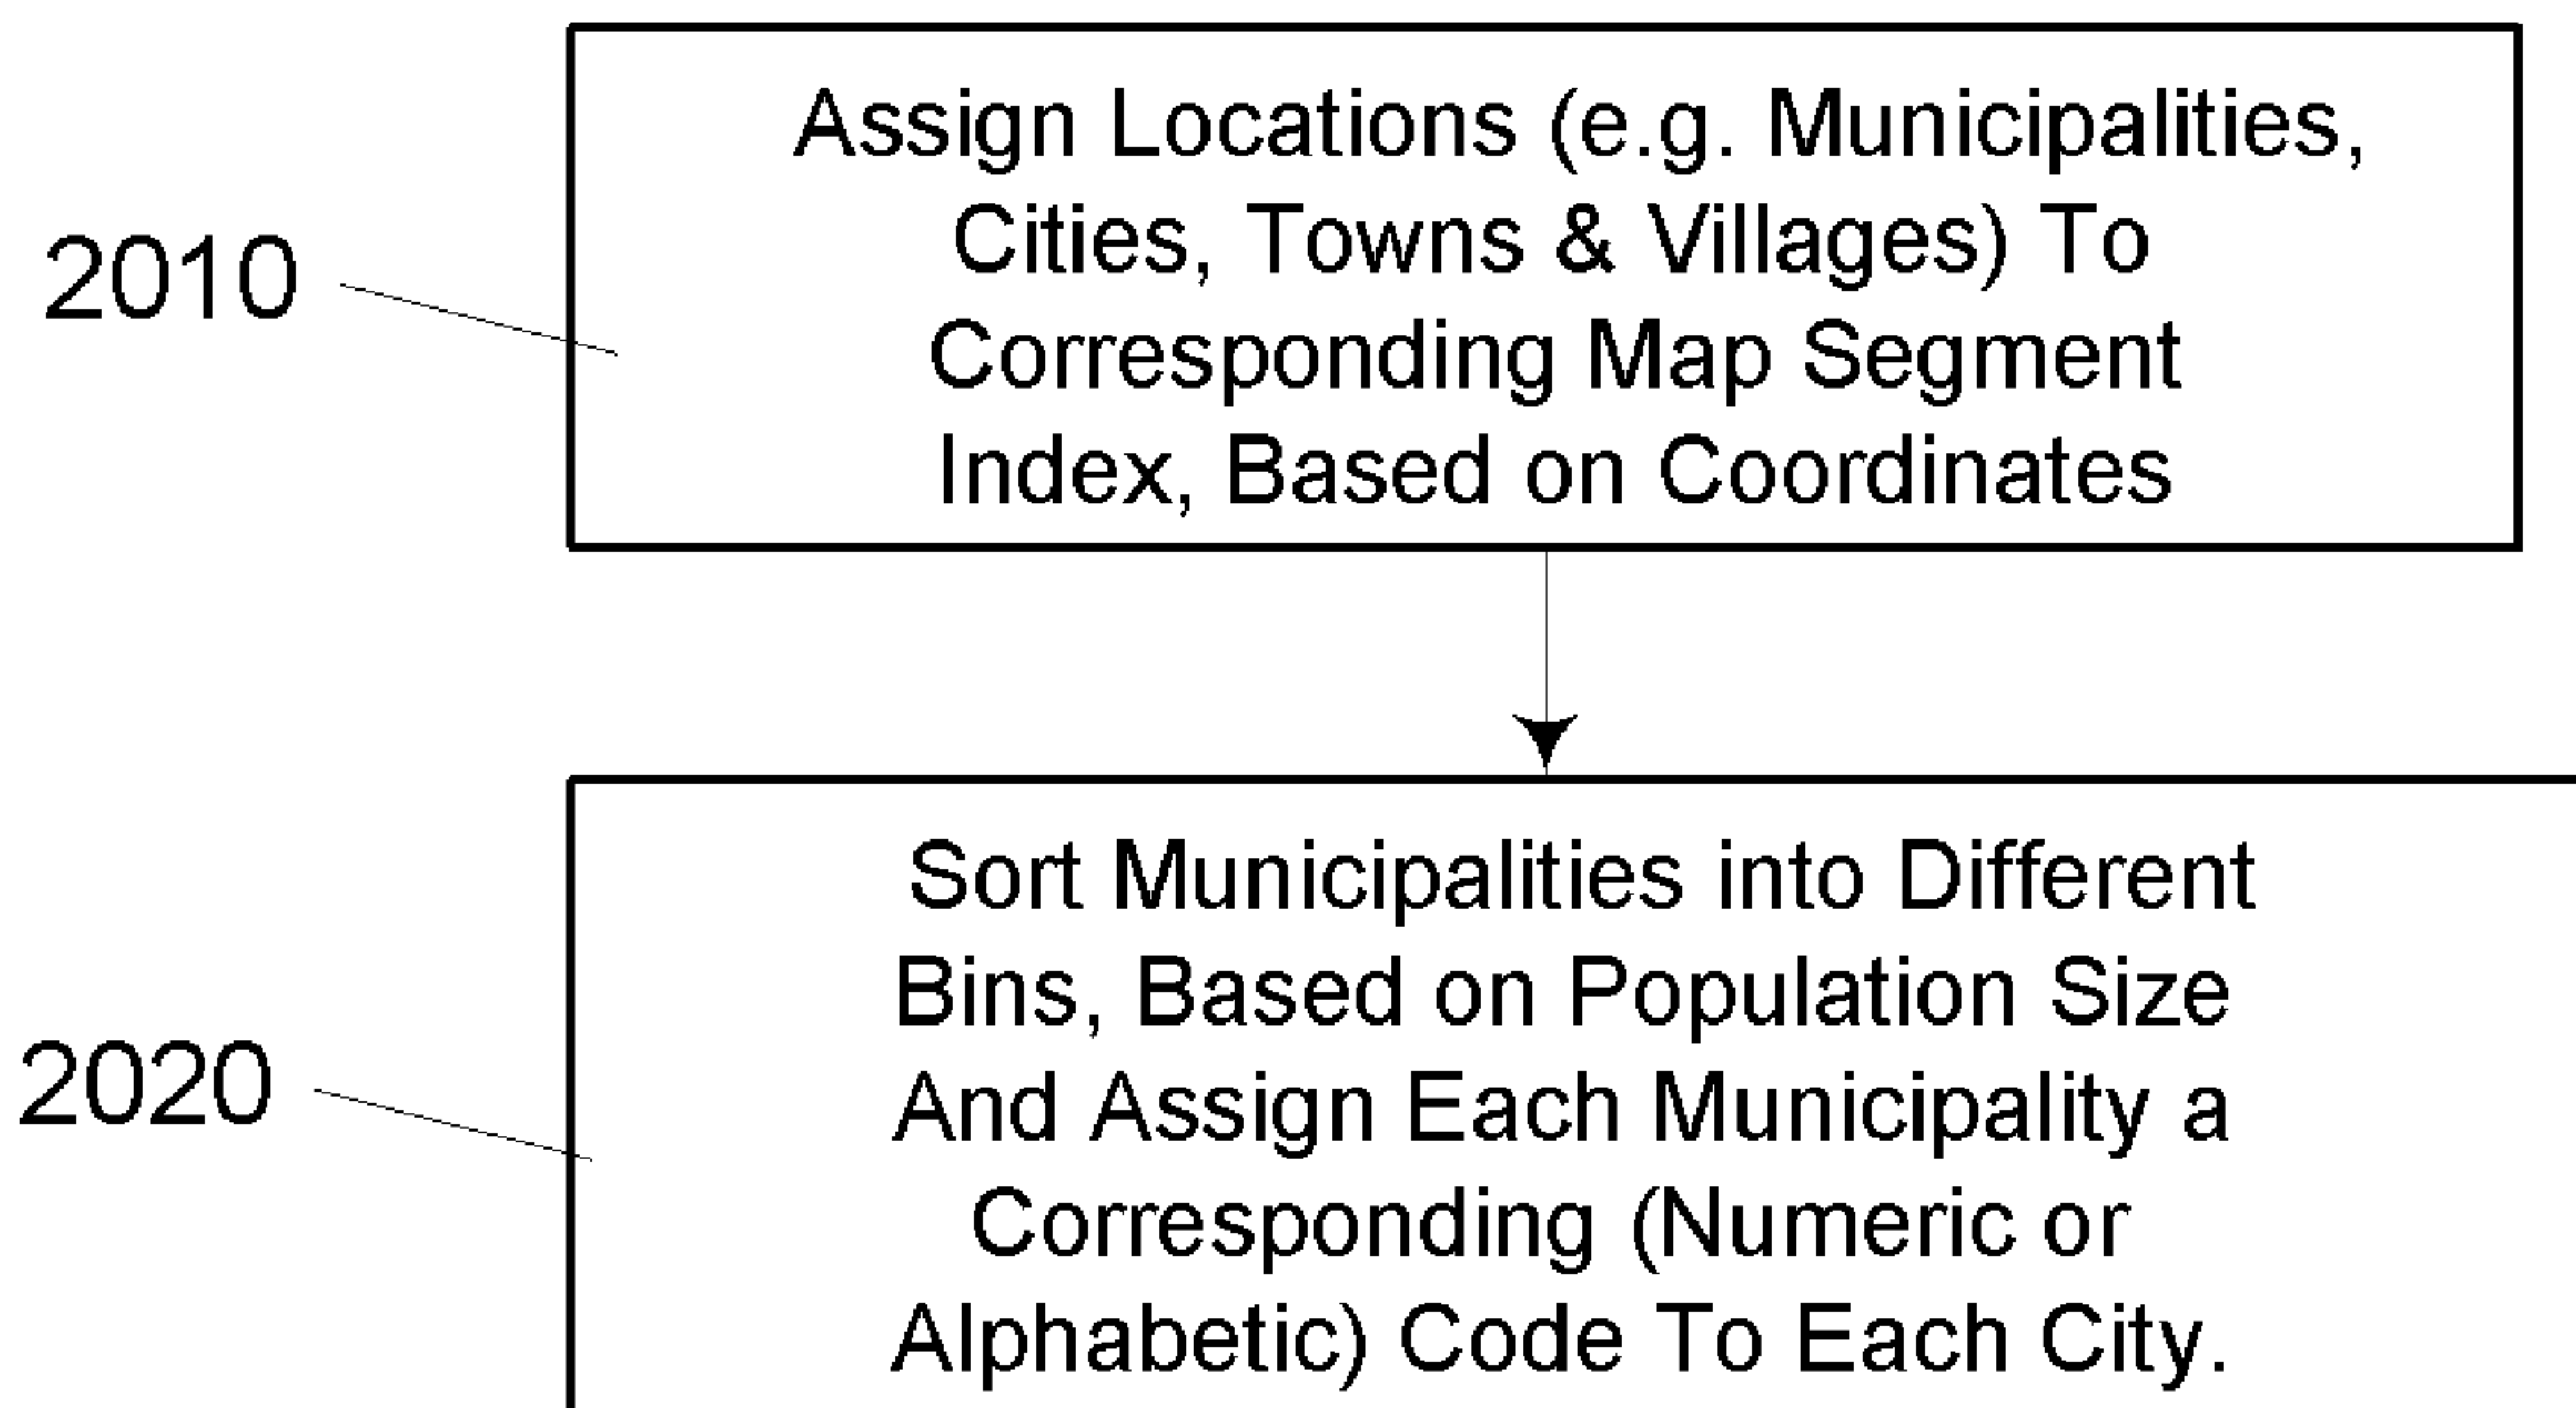 Assign Locations (e.g. Municipalities,
Cities, Towns & Villages) To
2010
Corresponding Map Segment
Index, Based on Coordinates
Sort Municipalities into Different
Bins, Based on Population Size
2020
And Assign Each Municipality a
Corresponding (Numeric or
Alphabetic) Code To Each City.